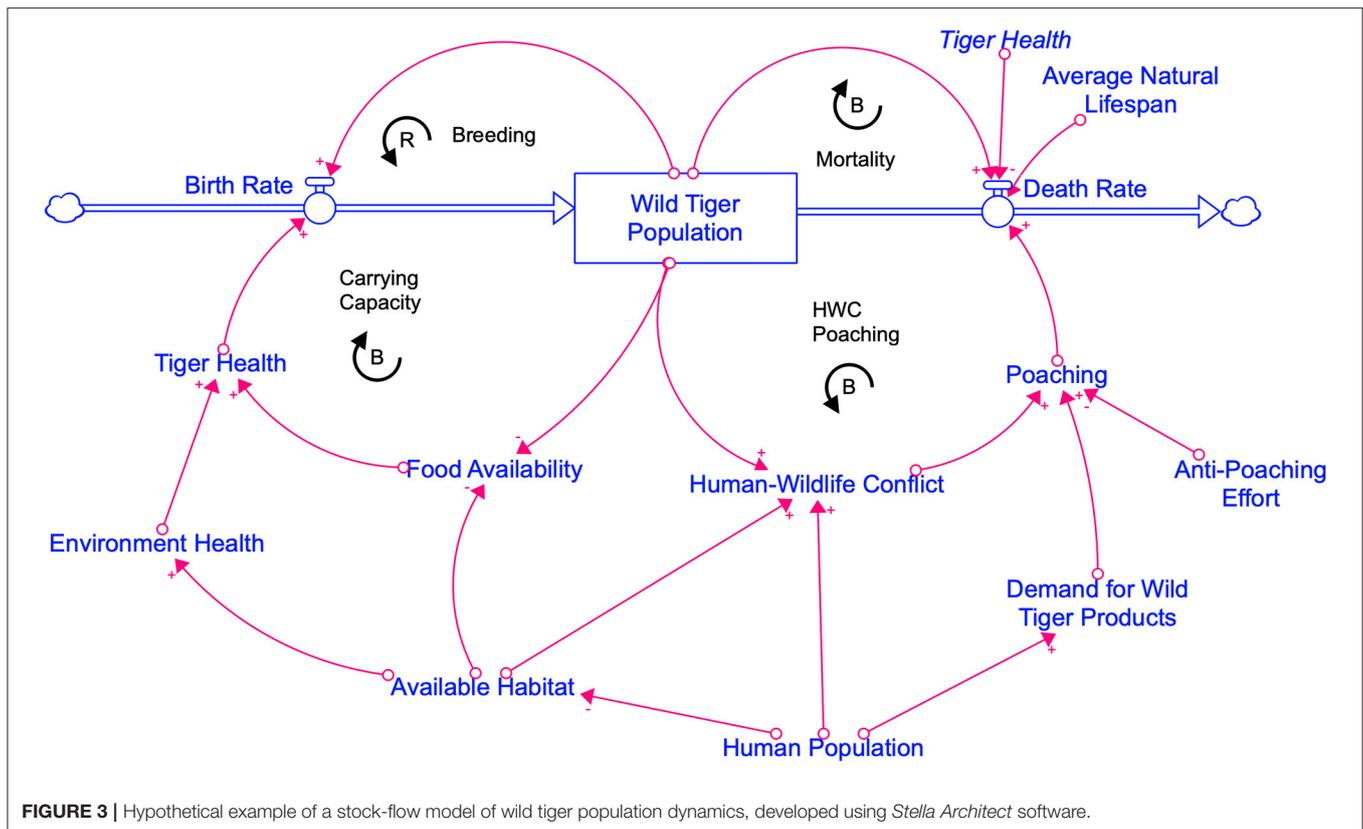 Tiger Health
Average Natural
Lifespan
B
R
Breeding
Mortality
+
+
-
Birth Rate
Death Rate
Wild Tiger
Population
+
+
Carrying
Capacity
B
HWC
Poaching
B
Tiger Health
+
+
Poaching
+
+
-
-
+
Food Availability
Human-Wildlife Conflict
Anti-Poaching
Effort
-
+
+
Environment Health
+
Demand for Wild
Tiger Products
+
Available Habitat
-
Human Population
FIGURE 3 | Hypothetical example of a stock-flow model of wild tiger population dynamics, developed using Stella Architect software.